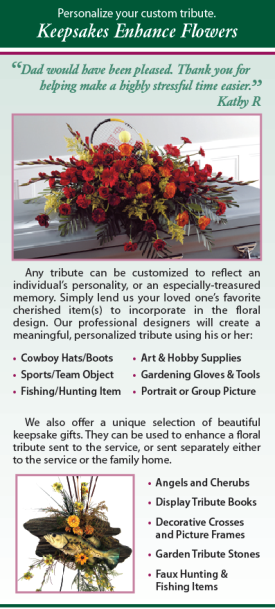 Personalize your custom tribute.
Keepsakes Enhance Flowers
“Dad would have been pleased. Thank you for
helping make a highly stressful time easier.”
Kathy R
Any tribute can be customized to reflect an
individual's personality, or an especially-treasured
memory. Simply lend us your loved one's favorite
cherished item(s) to incorporate in the floral
design. Our professional designers will create a
meaningful, personalized tribute using his or her:
• Cowboy Hats/Boots
• Sports/Team Object
• Fishing/Hunting Item
• Art & Hobby Supplies
• Gardening Gloves & Tools
• Portrait or Group Picture
We also offer a unique selection of beautiful
keepsake gifts. They can be used to enhance a floral
tribute sent to the service, or sent separately either
to the service or the family home.
• Angels and Cherubs
• Display Tribute Books
• Decorative Crosses
and Picture Frames
• Garden Tribute Stones
• Faux Hunting &
Fishing Items